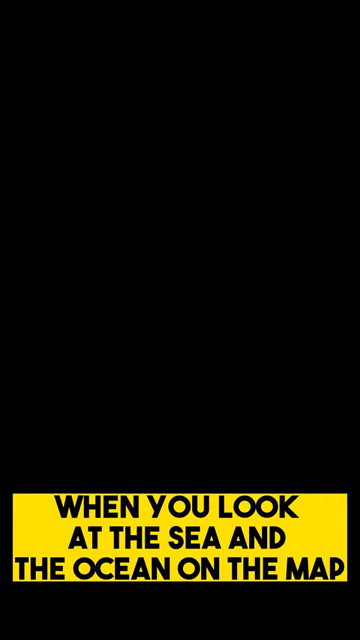 WHEN YOU LOOK
AT THE SEA AND
THE OCEAN ON THE MAP